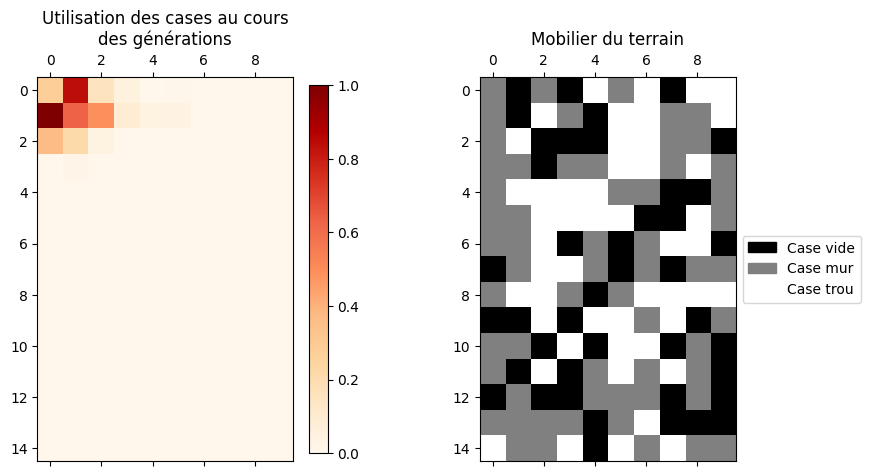 Utilisation des cases au cours
des générations
0 2 4 6 8
0
2
4
6
8
10
12
14
1.0
0.8
0.6
0.4
0.2
0.0
Mobilier du terrain
0 2 4 6 8
0
2
4
6
8
10
12
14
Case vide
Case mur
Case trou